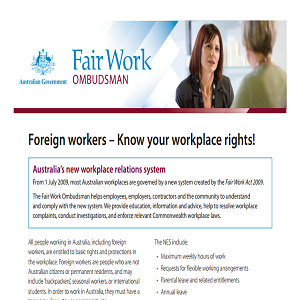 Australian Government
Fair Work
OMBUDSMAN
Foreign workers – Know your workplace rights!
Australia's new workplace relations system
From 1 July 2009, most Australian workplaces are governed by a new system created by the Fair Work Act 2009.
The Fair Work Ombudsman helps employees, employers, contractors and the community to understand
and comply with the new system. We provide education, information and advice, help to resolve workplace
complaints, conduct investigations, and enforce relevant Commonwealth workplace laws.
All people working in Australia, including foreign
workers, are entitled to basic rights and protections in
the workplace. Foreign workers are people who are not
Australian citizens or permanent residents, and may
include 'backpackers', seasonal workers, or international
students. In order to work in Australia, they must have a
The NES include:
• Maximum weekly hours of work
• Requests for flexible working arrangements
• Parental leave and related entitlements
• Annual leave